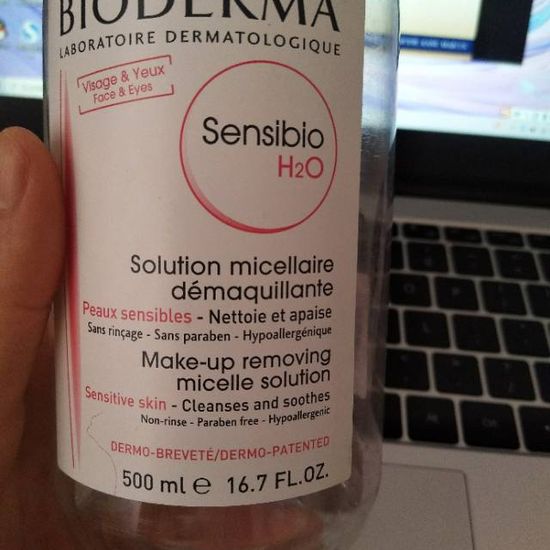 BIODERMA
LABORATOIRE DERMATOLOGIQUE
Visage & Yeux
Face & Eyes
Sensibio
H2O
Solution micellaire
démaquillante
Peaux sensibles - Nettoie et apaise
Sans rinçage - Sans paraben - Hypoallergénique
Make-up removing
micelle solution
Sensitive skin - Cleanses and soothes
Non-rinse - Paraben free - Hypoallergenic
DERMO-BREVETÉ/DERMO-PATENTED
500 ml e 16.7 FL.OZ.